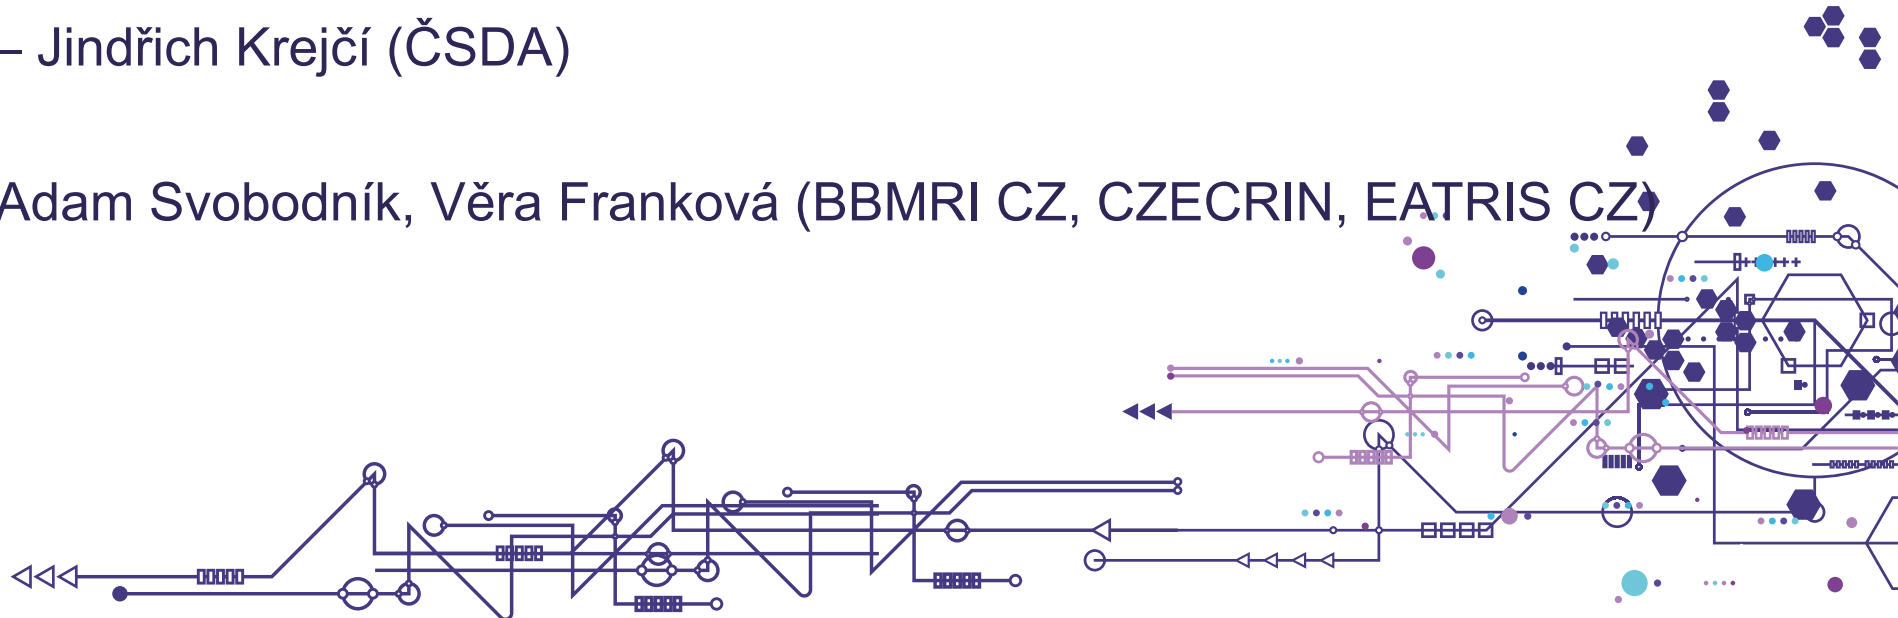 – Jindřich Krejčí (ČSDA)
Adam Svobodník, Věra Franková (BBMRI CZ, CZECRIN, EATRIS CZ)